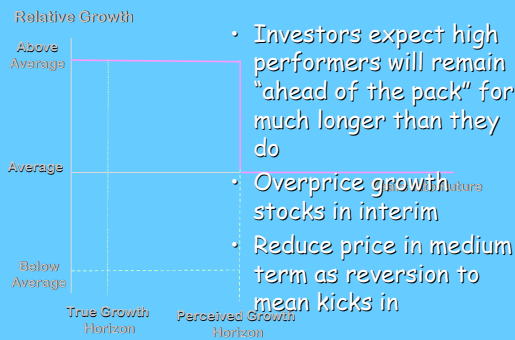 Relative Growth
Above
Average
Average
Below
Average
True Growth
Horizon
Perceived Growth
Horizon
• Investors expect high
performers will remain
“ahead of the pack” for
much longer than they
do
• Overprice growth
stocks in interim
• Reduce price in medium
term as reversion to
mean kicks in
Future